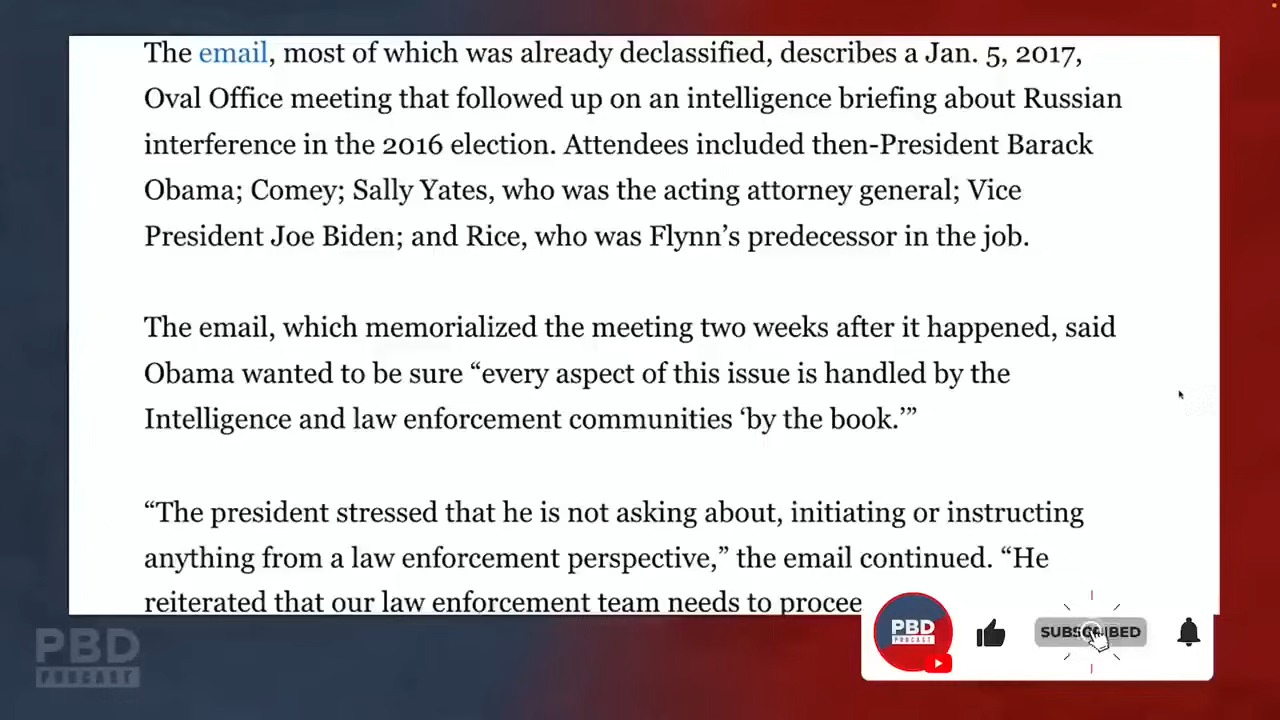 The email, most of which was already declassified, describes a Jan. 5, 2017,
Oval Office meeting that followed up on an intelligence briefing about Russian
interference in the 2016 election. Attendees included then-President Barack
Obama; Comey; Sally Yates, who was the acting attorney general; Vice
President Joe Biden; and Rice, who was Flynn’s predecessor in the job.
The email, which memorialized the meeting two weeks after it happened, said
Obama wanted to be sure “every aspect of this issue is handled by the
Intelligence and law enforcement communities ‘by the book.’”
“The president stressed that he is not asking about, initiating or instructing
anything from a law enforcement perspective,” the email continued. “He
reiterated that our law enforcement team needs to procee
PBD
PODCAST
SUBSCRIBED
PBD
PODCAST